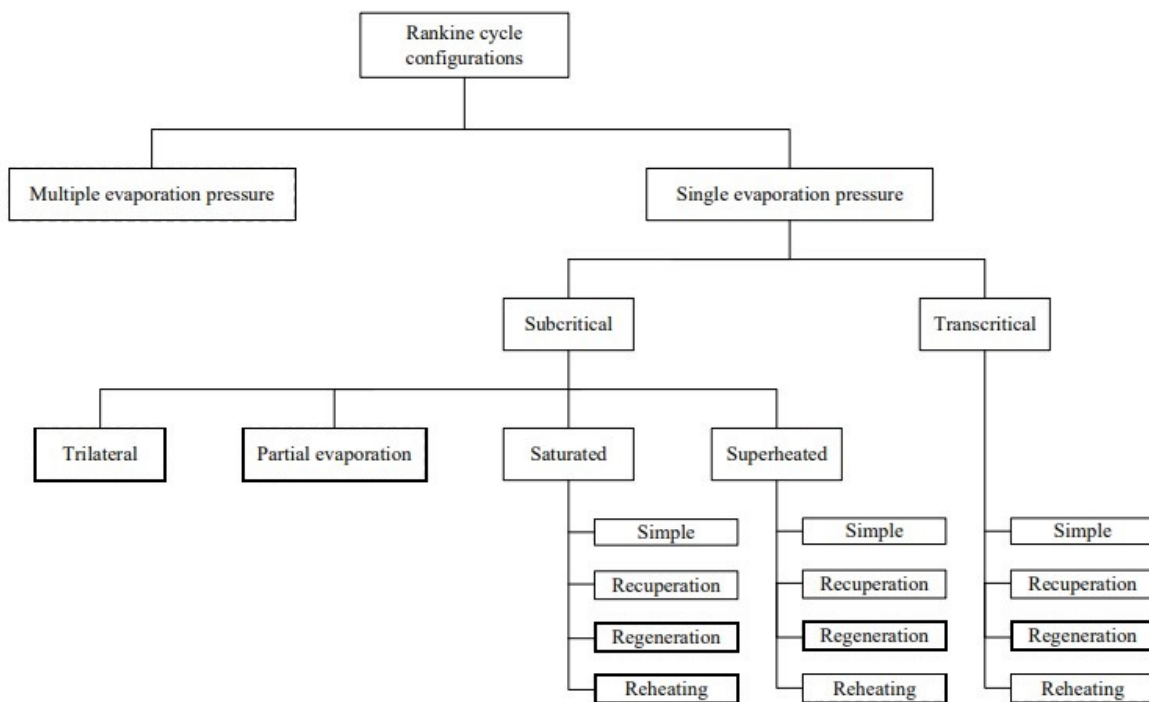 Rankine cycle
configurations
Multiple evaporation pressure
Single evaporation pressure
Subcritical
Transcritical
Trilateral
Partial evaporation
Saturated
Superheated
Simple
Simple
Simple
Recuperation
Recuperation
Recuperation
Regeneration
Regeneration
Regeneration
Reheating
Reheating
Reheating